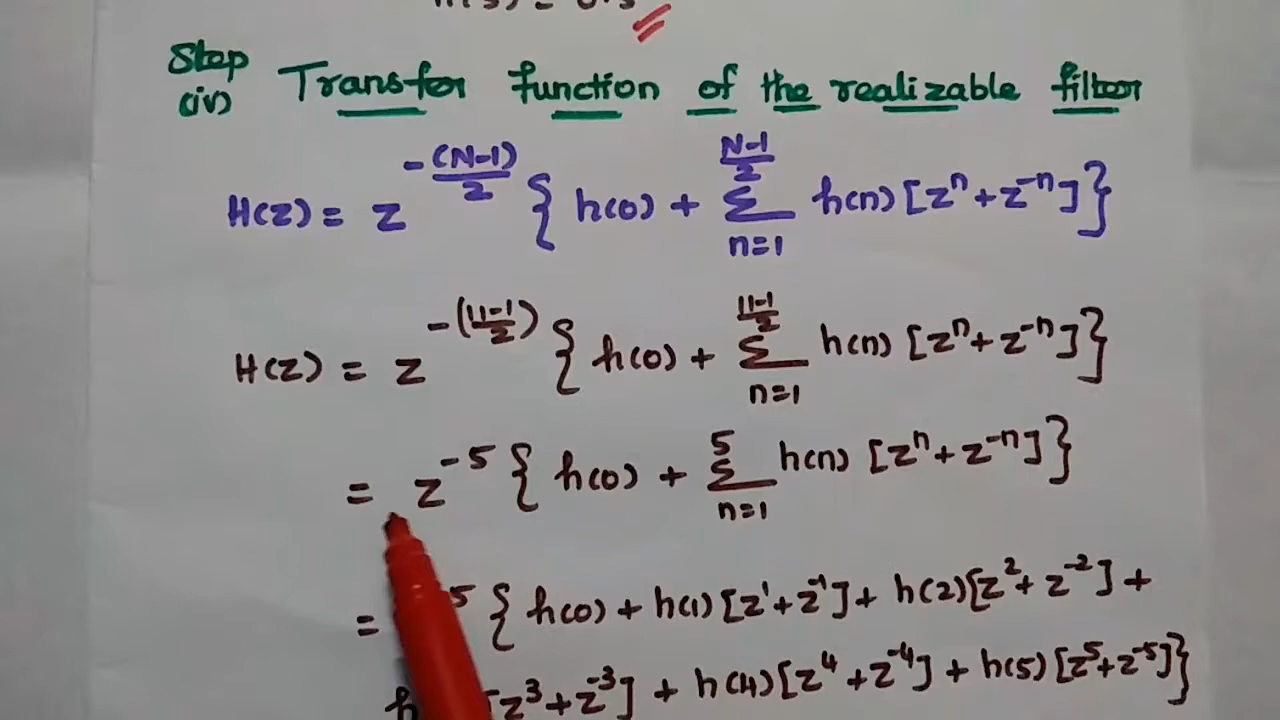 Step Transfer function of the realizable filter
(iv)
H(z) = z^{-(N-1)/2} { h(0) + Σ_{n=1}^{N-1/2} h(n) [z^n + z^{-n}] }
H(z) = z^{-(11-1/2)} { h(0) + Σ_{n=1}^{11-1/2} h(n) [z^n + z^{-n}] }
= z^{-5} { h(0) + Σ_{n=1}^{5} h(n) [z^n + z^{-n}] }
= 5 { h(0) + h(1) [z^1 + z^{-1}] + h(2) [z^2 + z^{-2}] +
h z^3 + z^{-3}] + h(4) [z^4 + z^{-4}] + h(5) [z^5 + z^{-5}] }